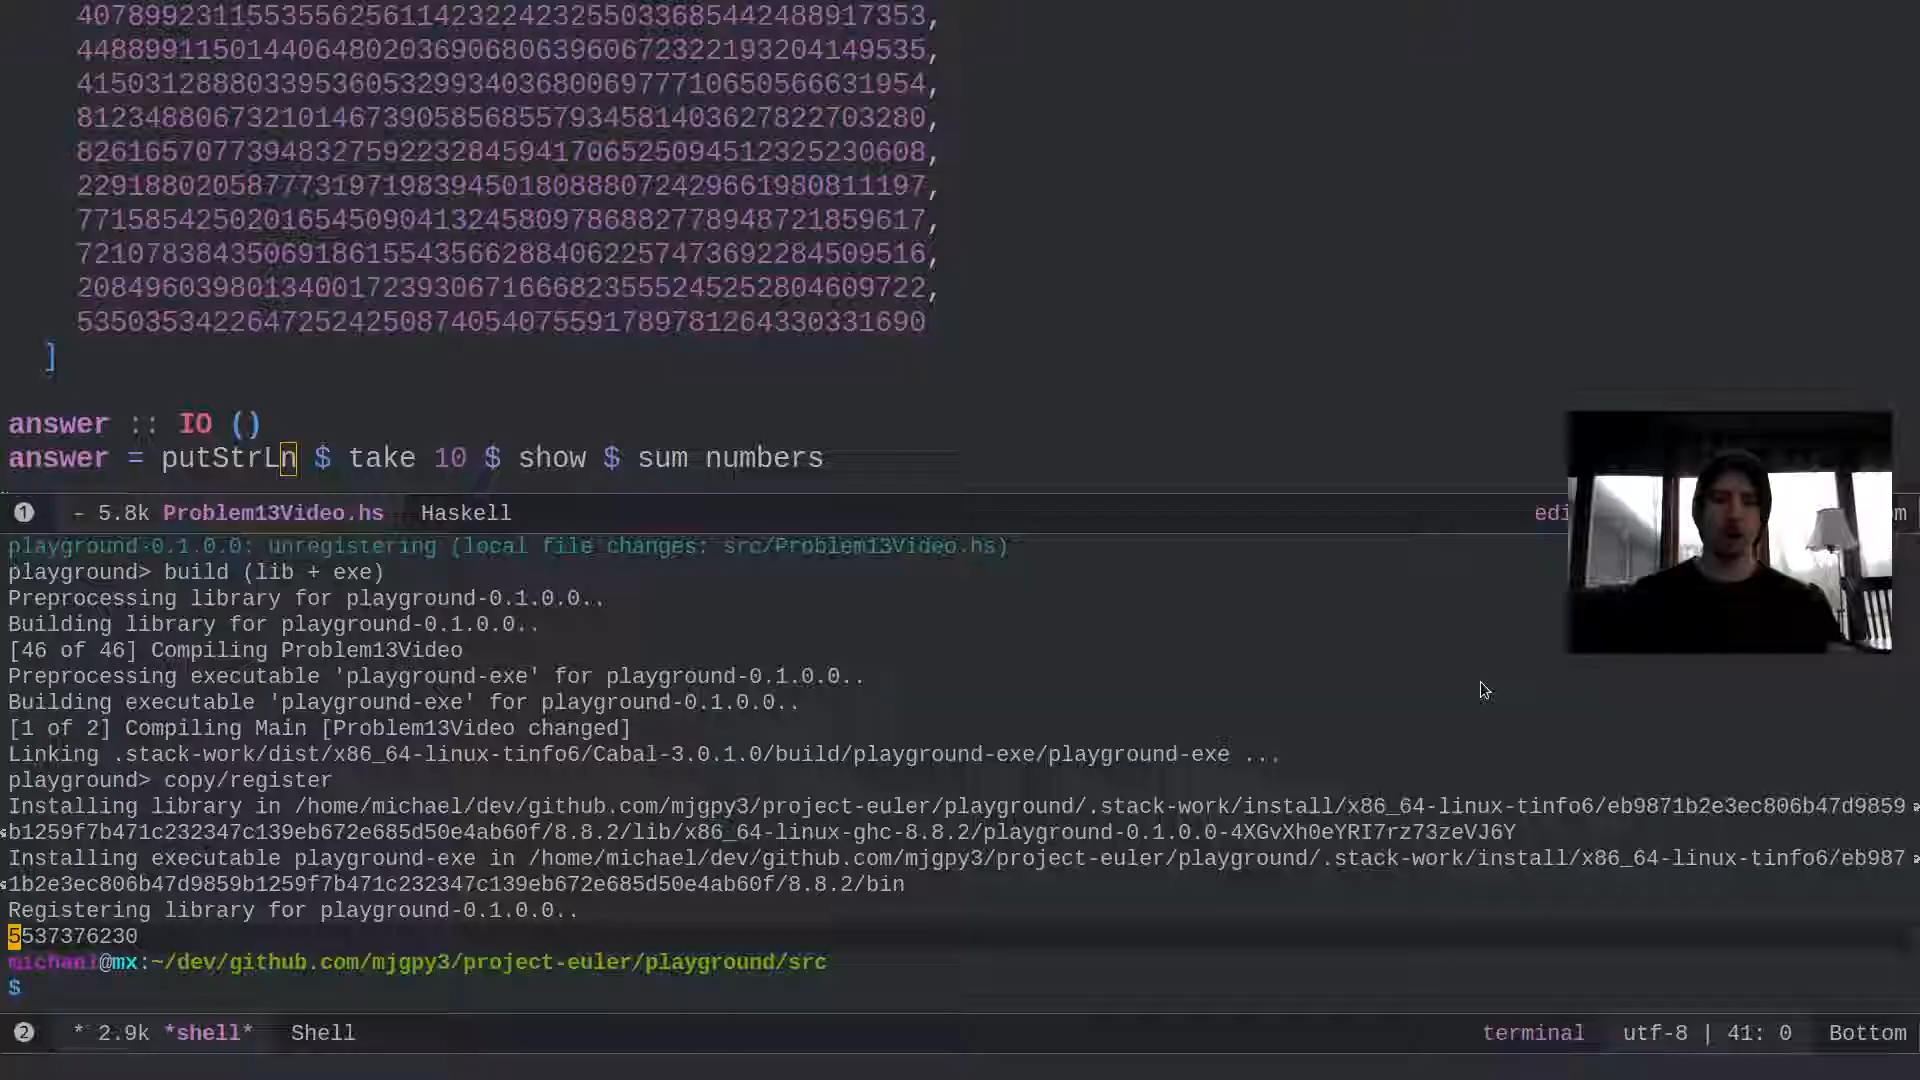 40789923115535562561142322423255033685442488917353,
44889911501440648020369068063960672322193204149535,
41503128880339536053299340368006977710650566631954,
81234880673210146739058568557934581403627822703280,
82616570773948327592232845941706525094512325230608,
22918802058777319719839450180888072429661980811197,
77158542502016545090413245809786882778948721859617,
72107838435069186155435662884062257473692284509516,
20849603980134001723930671666823555245252804609722,
53503534226472524250874054075591789781264330331690
]
answer :: IO ()
answer = putStrLn $ take 10 $ show $ sum numbers
1 - 5.8k Problem13Video.hs Haskell
playground-0.1.0.0: unregistering (local file changes: src/Problem13Video.hs)
playground> build (lib + exe)
Preprocessing library for playground-0.1.0.0..
Building library for playground-0.1.0.0..
[46 of 46] Compiling Problem13Video
Preprocessing executable 'playground-exe' for playground-0.1.0.0..
Building executable 'playground-exe' for playground-0.1.0.0..
[1 of 2] Compiling Main [Problem13Video changed]
Linking .stack-work/dist/x86_64-linux-tinfo6/Cabal-3.0.1.0/build/playground-exe/playground-exe ...
playground> copy/register
Installing library in /home/michael/dev/github.com/mjgpy3/project-euler/playground/.stack-work/install/x86_64-linux-tinfo6/eb9871b2e3ec806b47d9859
b1259f7b471c232347c139eb672e685d50e4ab60f/8.8.2/lib/x86_64-linux-ghc-8.8.2/playground-0.1.0.0-4XGvXh0eYRI7rz73zeVJ6Y
Installing executable playground-exe in /home/michael/dev/github.com/mjgpy3/project-euler/playground/.stack-work/install/x86_64-linux-tinfo6/eb987
1b2e3ec806b47d9859b1259f7b471c232347c139eb672e685d50e4ab60f/8.8.2/bin
Registering library for playground-0.1.0.0..
5537376230
michael@mx:~/dev/github.com/mjgpy3/project-euler/playground/src
$
2 * 2.9k *shell* Shell terminal utf-8 | 41: 0 Bottom